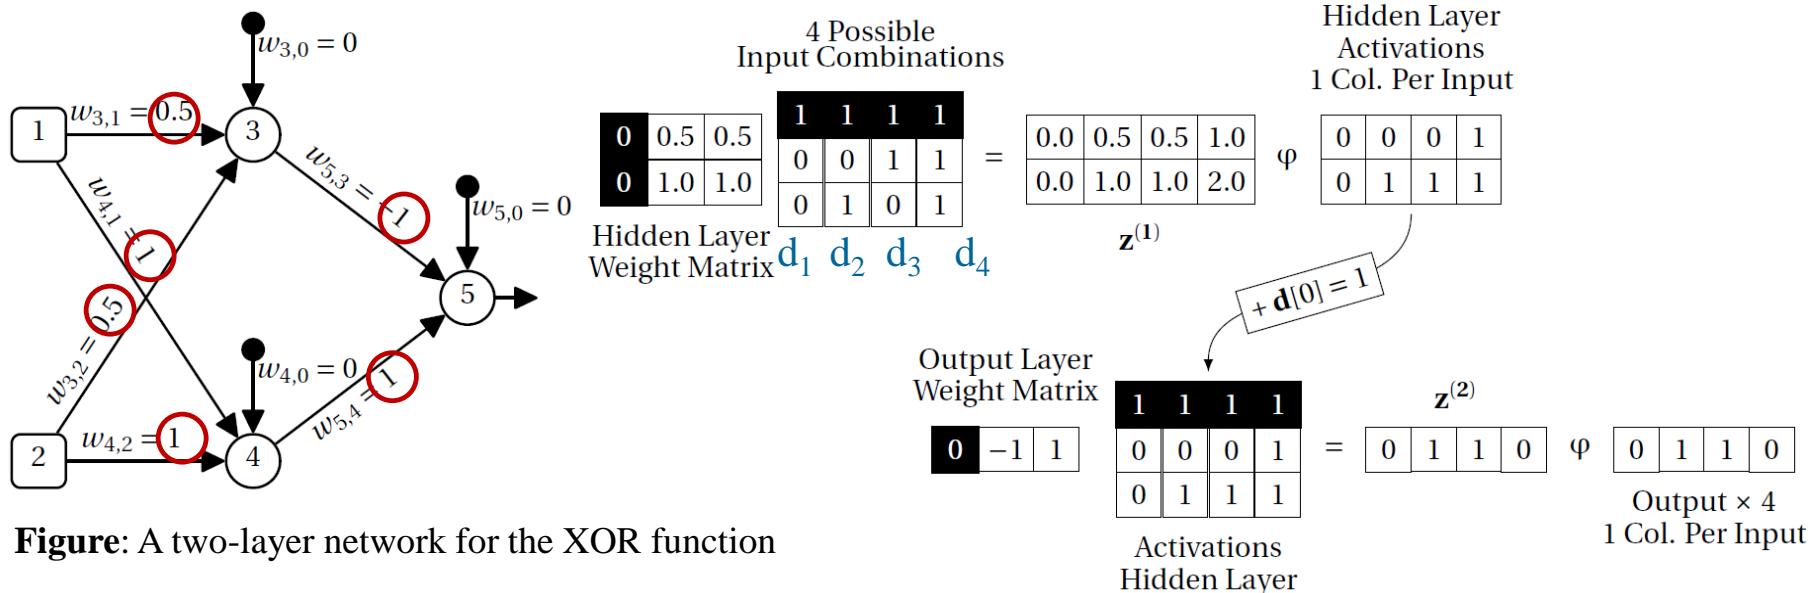 w3,0 = 0
w3,1 = 0.5
1
3
w4,1 = 1
w5,3 = −1
w5,0 = 0
w3,2 = 0.5
5
w4,0 = 0
w5,4 = 1
w4,2 = 1
2
4
Figure: A two-layer network for the XOR function
4 Possible
Input Combinations
Hidden Layer
Activations
1 Col. Per Input
0 0.5 0.5
0 1.0 1.0
Hidden Layer
Weight Matrix
1 1 1 1
0 0 1 1
0 1 0 1
d1 d2 d3 d4
=
0.0 0.5 0.5 1.0
0.0 1.0 1.0 2.0
z(1)
φ
0 0 0 1
0 1 1 1
+ d[0] = 1
Output Layer
Weight Matrix
0 −1 1
1 1 1 1
0 0 0 1
0 1 1 1
Activations
Hidden Layer
=
z(2)
0 1 1 0
φ
0 1 1 0
Output × 4
1 Col. Per Input